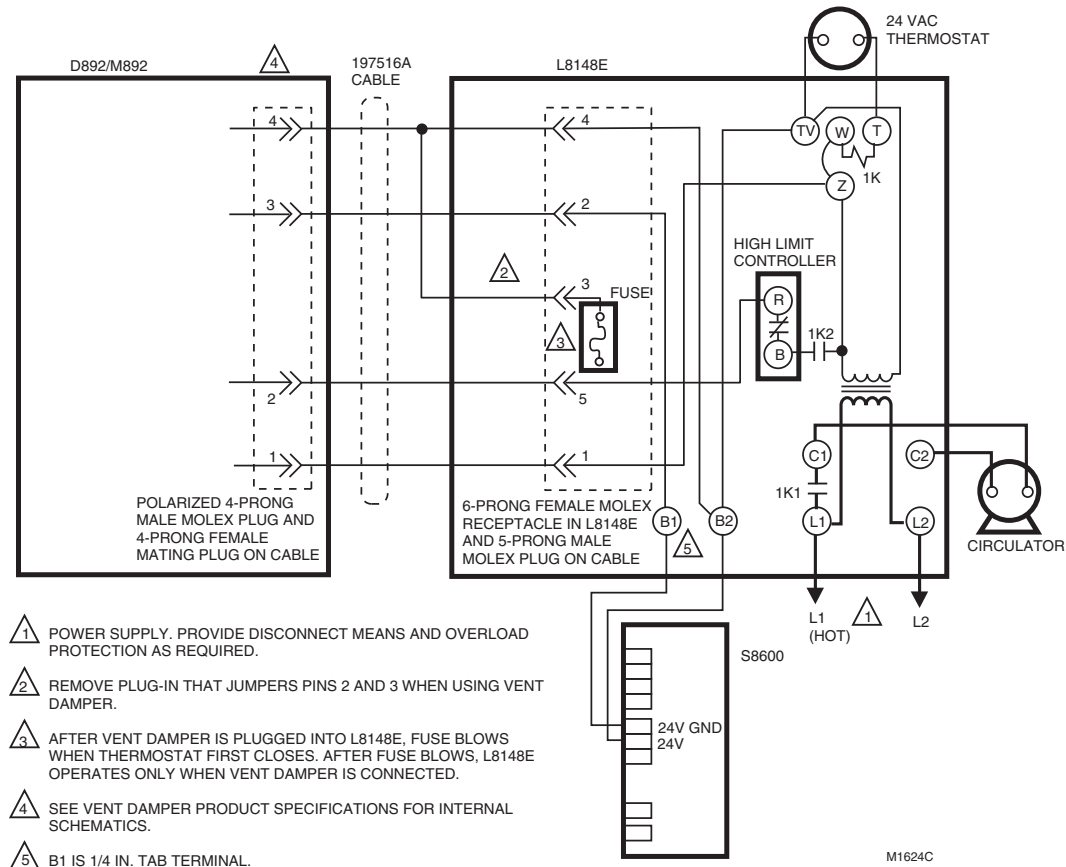 24 VAC
THERMOSTAT
D892/M892
4
197516A
CABLE
L8148E
4
4
TV
W
T
1K
Z
3
2
HIGH LIMIT
CONTROLLER
2
3
FUSE
R
3
1K2
B
2
5
C1
C2
1
1
1K1
POLARIZED 4-PRONG
MALE MOLEX PLUG AND
4-PRONG FEMALE
MATING PLUG ON CABLE
6-PRONG FEMALE MOLEX
RECEPTACLE IN L8148E
AND 5-PRONG MALE
MOLEX PLUG ON CABLE
B1
5
B2
L1
L2
CIRCULATOR
L1
(HOT)
1
L2
S8600
24V GND
24V
1 POWER SUPPLY. PROVIDE DISCONNECT MEANS AND OVERLOAD
PROTECTION AS REQUIRED.
2 REMOVE PLUG-IN THAT JUMPERS PINS 2 AND 3 WHEN USING VENT
DAMPER.
3 AFTER VENT DAMPER IS PLUGGED INTO L8148E, FUSE BLOWS
WHEN THERMOSTAT FIRST CLOSES. AFTER FUSE BLOWS, L8148E
OPERATES ONLY WHEN VENT DAMPER IS CONNECTED.
4 SEE VENT DAMPER PRODUCT SPECIFICATIONS FOR INTERNAL
SCHEMATICS.
5 B1 IS 1/4 IN. TAB TERMINAL.
M1624C